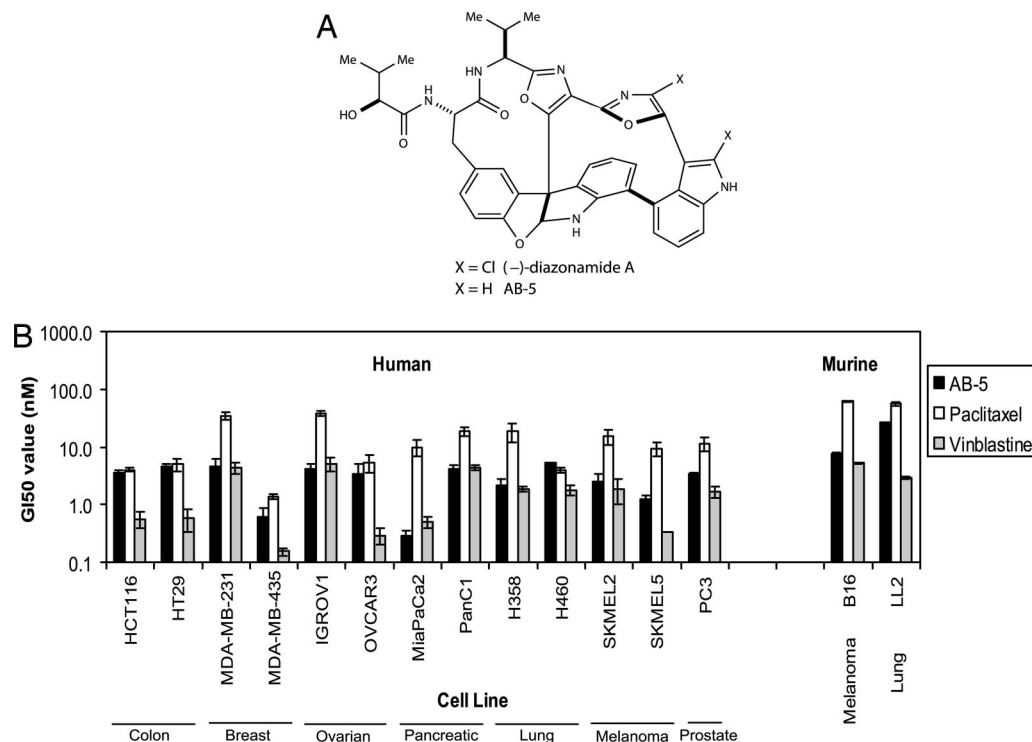 A
Me
Me
Me
Me
HO
O
H
N
HN
O
N
O
N
O
X
X
NH
N
H
O
X = Cl (−)-diazonamide A
X = H AB-5
B
GI50 value (nM)
1000.0
100.0
10.0
1.0
0.1
Human
Murine
AB-5
Paclitaxel
Vinblastine
HCT116
HT29
MDA-MB-231
MDA-MB-435
IGROV1
OVCAR3
MiaPaCa2
PanC1
H358
H460
SKMEL2
SKMEL5
PC3
B16
LL2
Melanoma
Lung
Cell Line
Colon
Breast
Ovarian
Pancreatic
Lung
Melanoma
Prostate